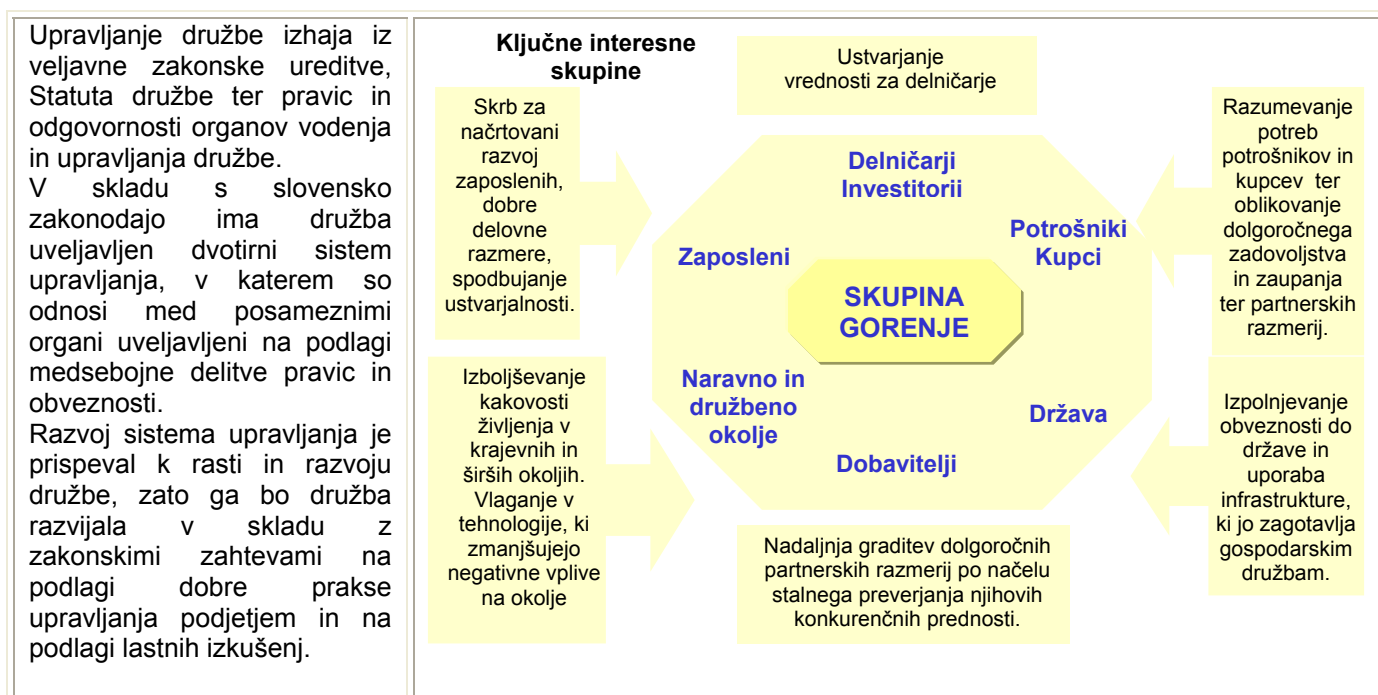 Upravljanje družbe izhaja iz
veljavne zakonske ureditve,
Statuta družbe ter pravic in
odgovornosti organov vodenja
in upravljanja družbe.
V skladu s slovensko
zakonodajo ima družba
uveljavljen dvotirni sistem
upravljanja, v katerem so
odnosi med posameznimi
organi uveljavljeni na podlagi
medsebojne delitve pravic in
obveznosti.
Razvoj sistema upravljanja je
prispeval k rasti in razvoju
družbe, zato ga bo družba
razvijala v skladu z
zakonskimi zahtevami na
podlagi dobre prakse
upravljanja podjetjem in na
podlagi lastnih izkušenj.
Ključne interesne
skupine
Ustvarjanje
vrednosti za delničarje
Skrb za
načrtovani
razvoj
zaposlenih,
dobre
delovne
razmere,
spodbujanje
ustvarjalnosti.
Delničarji
Investitorii
Zaposleni
Potrošniki
Kupci
SKUPINA
GORENJE
Naravno in
družbeno
okolje
Država
Dobavitelji
Razumevanje
potreb
potrošnikov in
kupcev ter
oblikovanje
dolgoročnega
zadovoljstva
in zaupanja
ter partnerskih
razmerij.
Izboljševanje
kakovosti
življenja v
krajevnih in
širših okoljih.
Vlaganje v
tehnologije, ki
zmanjšujejo
negativne vplive
na okolje
Nadaljnja graditev dolgoročnih
partnerskih razmerij po načelu
stalnega preverjanja njihovih
konkurenčnih prednosti.
Izpolnjevanje
obveznosti do
države in
uporaba
infrastrukture,
ki jo zagotavlja
gospodarskim
družbam.